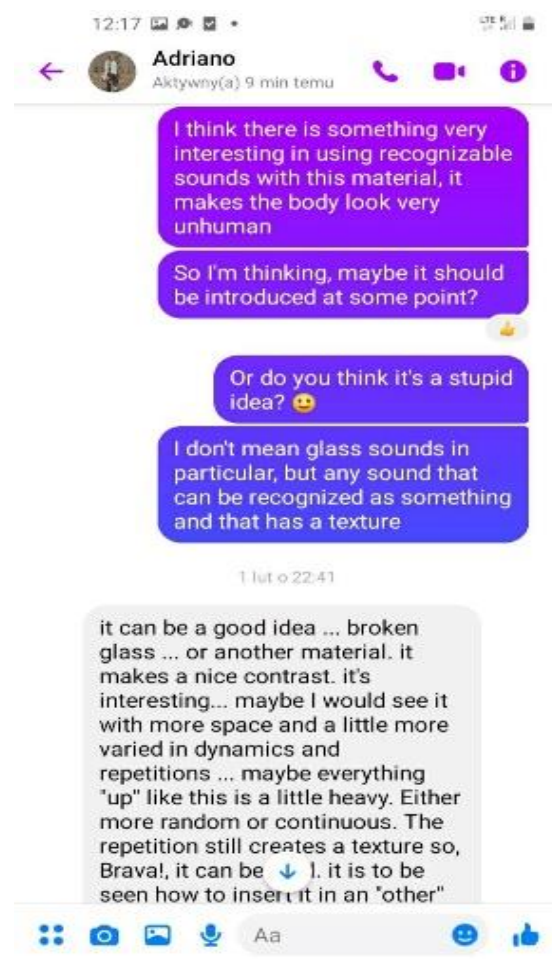 12:17
Adriano
Aktywny(a) 9 min temu
I think there is something very
interesting in using recognizable
sounds with this material, it
makes the body look very
unhuman
So I'm thinking, maybe it should
be introduced at some point?
Or do you think it's a stupid
idea?
I don't mean glass sounds in
particular, but any sound that
can be recognized as something
and that has a texture
1 lut o 22:41
it can be a good idea ... broken
glass ... or another material. it
makes a nice contrast. it's
interesting... maybe I would see it
with more space and a little more
varied in dynamics and
repetitions ... maybe everything
"up" like this is a little heavy. Either
more random or continuous. The
repetition still creates a texture so,
Brava!, it can be it is to be
seen how to insert it in an "other"
Aa